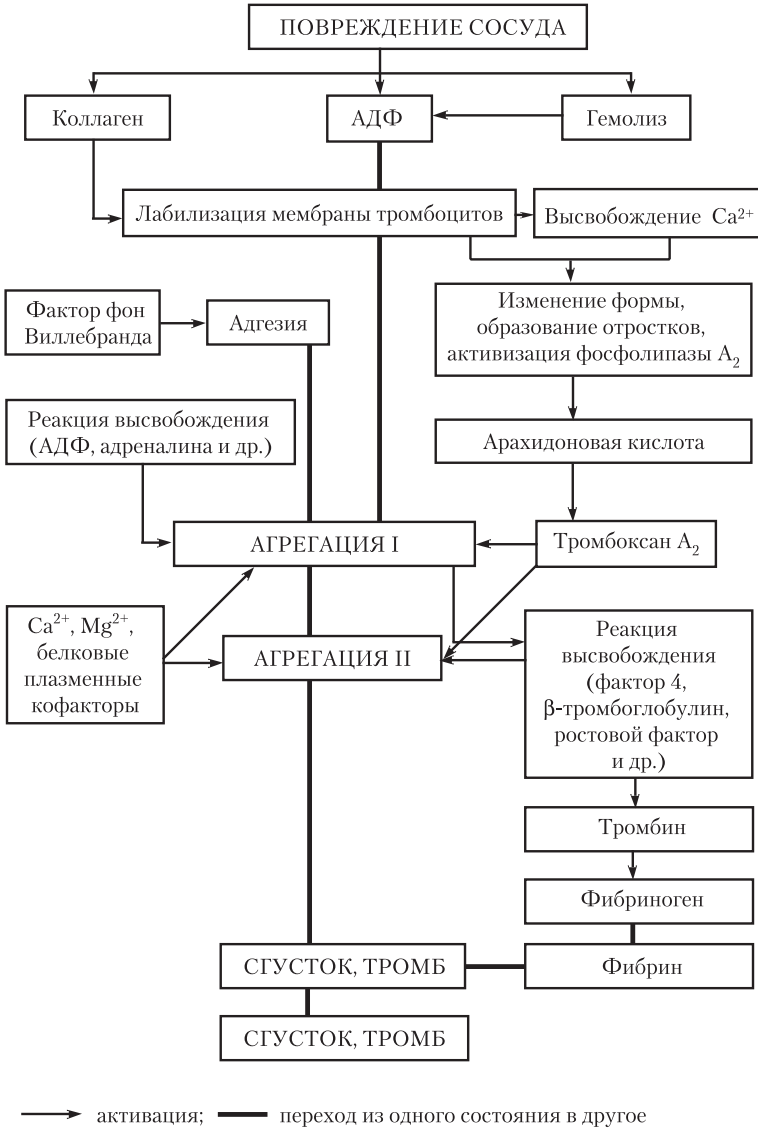 ПОВРЕЖДЕНИЕ СОСУДА
Коллаген
АДФ
Гемолиз
Лабилизация мембраны тромбоцитов
Высвобождение Ca²⁺
Фактор фон
Виллебранда
Адгезия
Изменение формы,
образование отростков,
активизация фосфолипазы A₂
Реакция высвобождения
(АДФ, адреналина и др.)
Арахидоновая кислота
АГРЕГАЦИЯ I
Тромбоксан A₂
Ca²⁺, Mg²⁺,
белковые
плазменные
кофакторы
АГРЕГАЦИЯ II
Реакция
высвобождения
(фактор 4,
β-тромбоглобулин,
ростовой фактор
и др.)
Тромбин
Фибриноген
СГУСТОК, ТРОМБ
Фибрин
СГУСТОК, ТРОМБ
активация; переход из одного состояния в другое